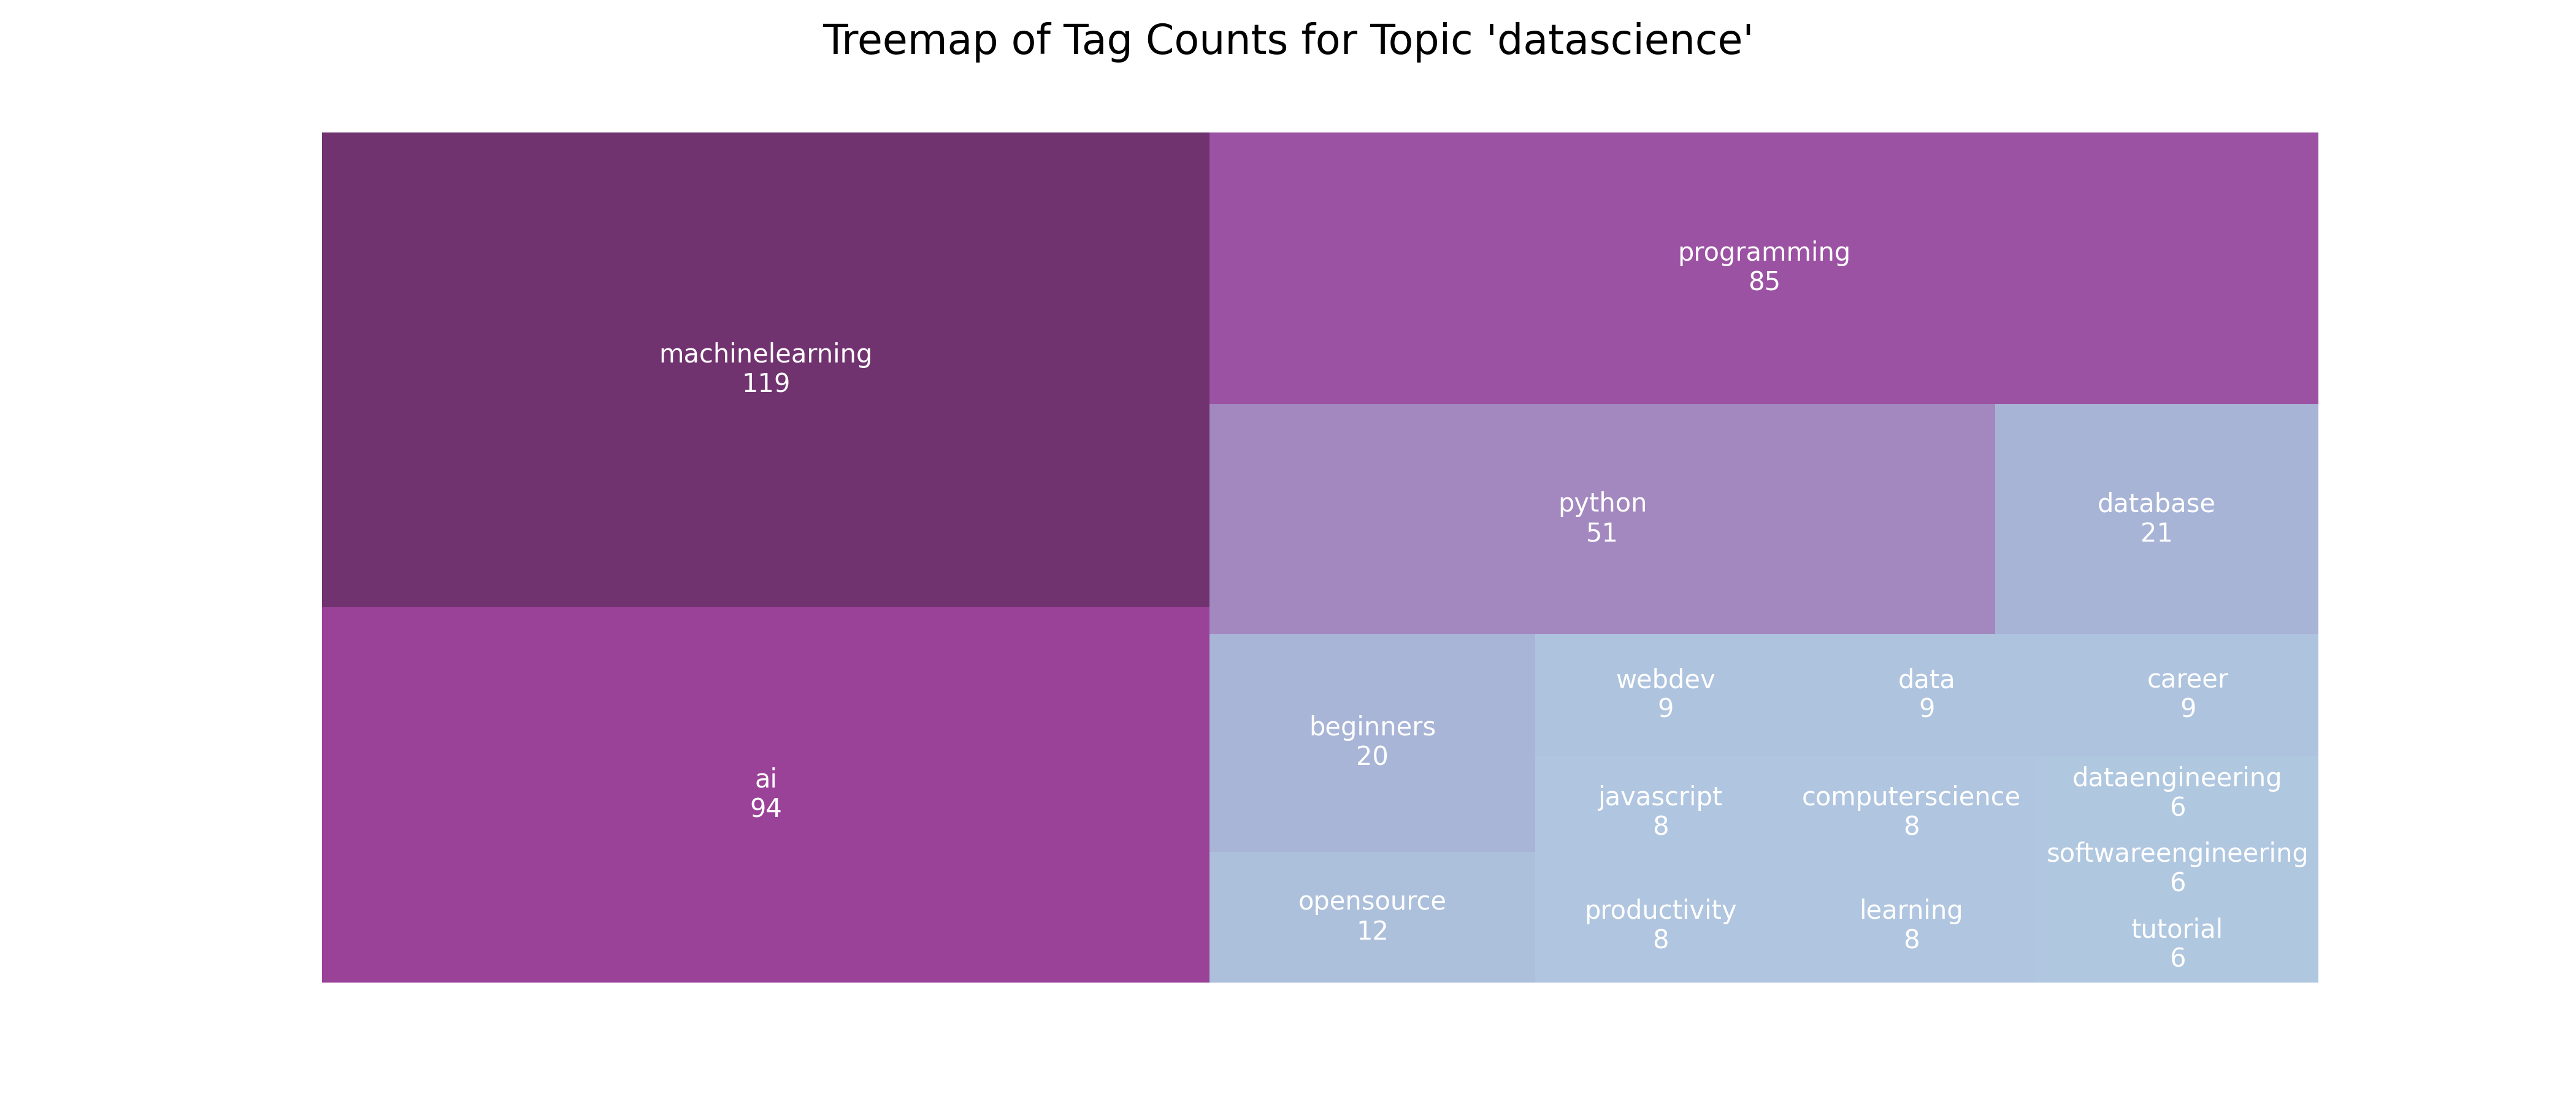 Treemap of Tag Counts for Topic 'datascience'
machinelearning
119
ai
94
programming
85
python
51
database
21
beginners
20
opensource
12
webdev
9
data
9
career
9
javascript
8
computerscience
8
productivity
8
learning
8
dataengineering
6
softwareengineering
6
tutorial
6